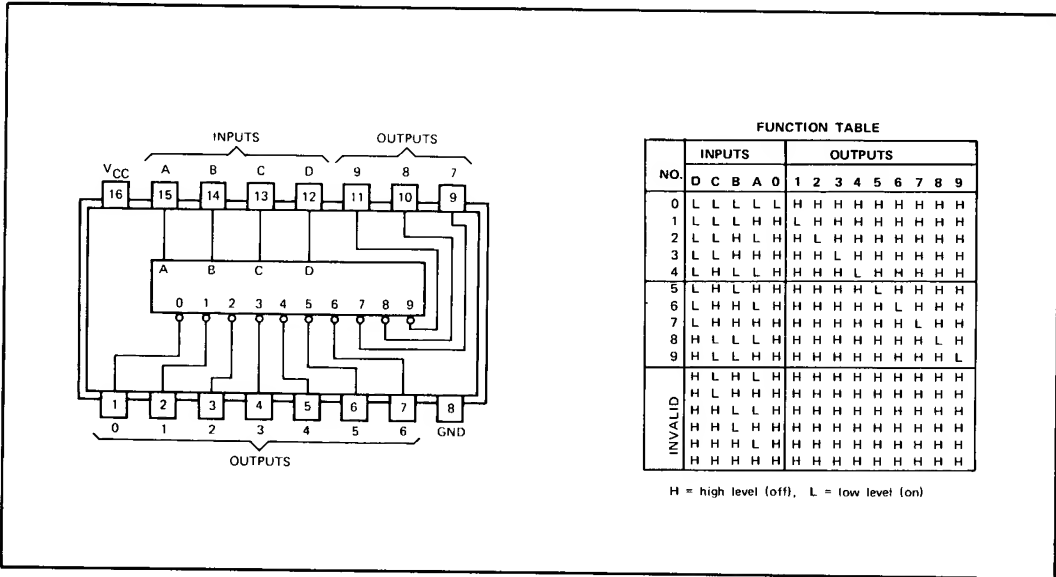 INPUTS OUTPUTS
VCC A B C D 9 8 7
16 15 14 13 12 11 10 9
A B C D
0 1 2 3 4 5 6 7 8 9
1 2 3 4 5 6 7 8
0 1 2 3 4 5 6 GND
OUTPUTS
FUNCTION TABLE
NO. INPUTS OUTPUTS
D C B A 0 1 2 3 4 5 6 7 8 9
0 L L L L L H H H H H H H H H
1 L L L H H L H H H H H H H H
2 L L H L H H L H H H H H H H
3 L L H H H H H L H H H H H H
4 L H L L H H H H L H H H H H
5 L H L H H H H H H L H H H H
6 L H H L H H H H H H L H H H
7 L H H H H H H H H H H L H H
8 H L L L H H H H H H H H L H
9 H L L H H H H H H H H H H L
INVALID
H L H L H H H H H H H H H H
H L H H H H H H H H H H H H
H H L L H H H H H H H H H H
H H L H H H H H H H H H H H
H H H L H H H H H H H H H H
H H H H H H H H H H H H H H
H = high level (off), L = low level (on)